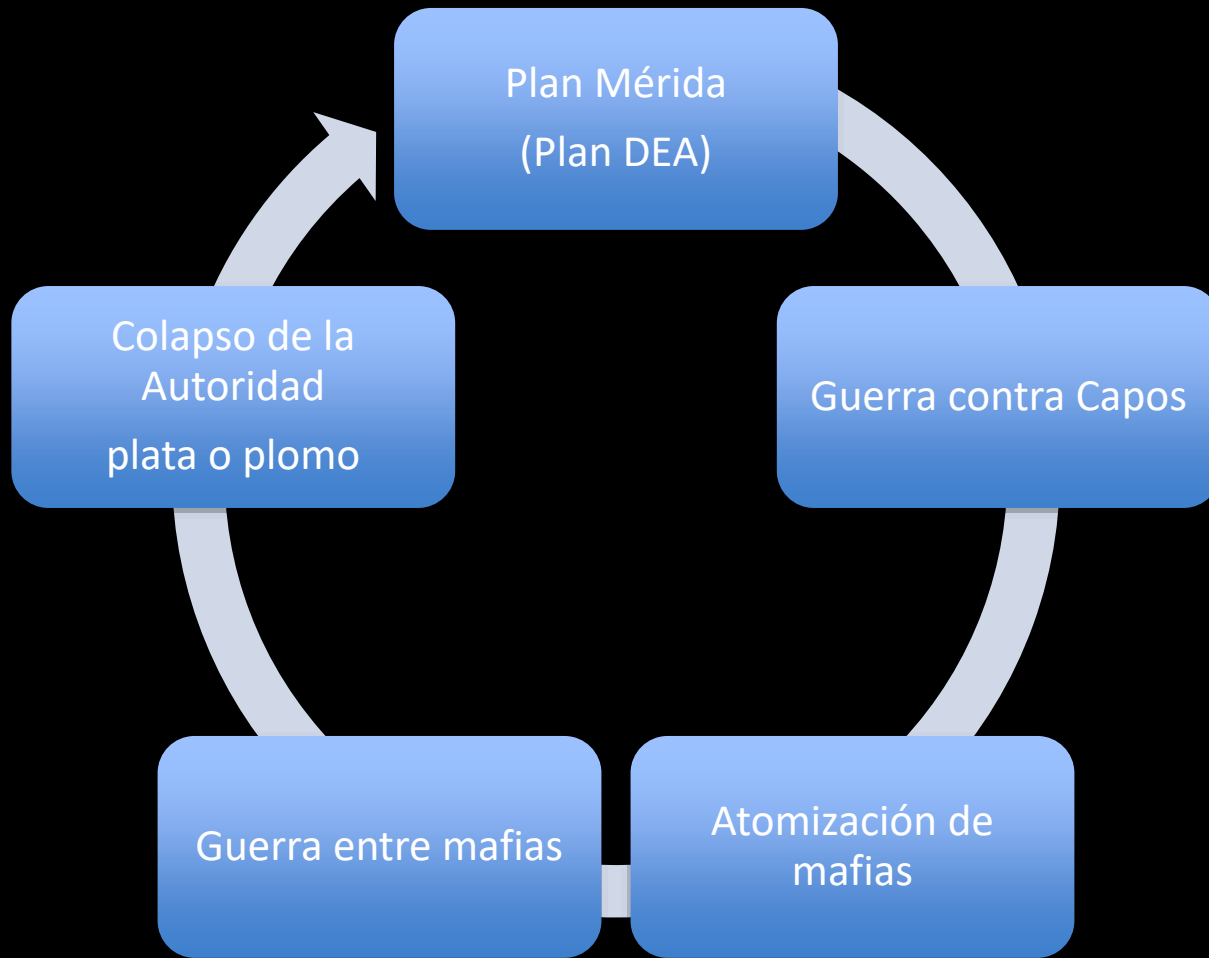 Plan Mérida
(Plan DEA)
Guerra contra Capos
Atomización de
mafias
Guerra entre mafias
Colapso de la
Autoridad
plata o plomo